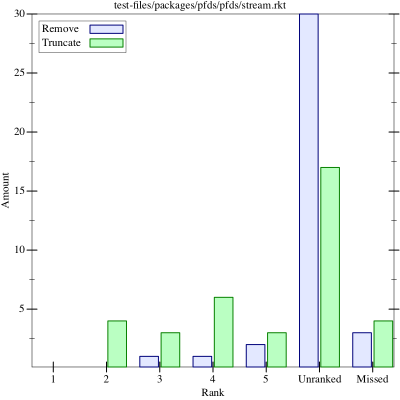 test-files/packages/pfds/pfds/stream.rkt
Remove
Truncate
30
25
20
15
10
5
Amount
1 2 3 4 5 Unranked Missed
Rank